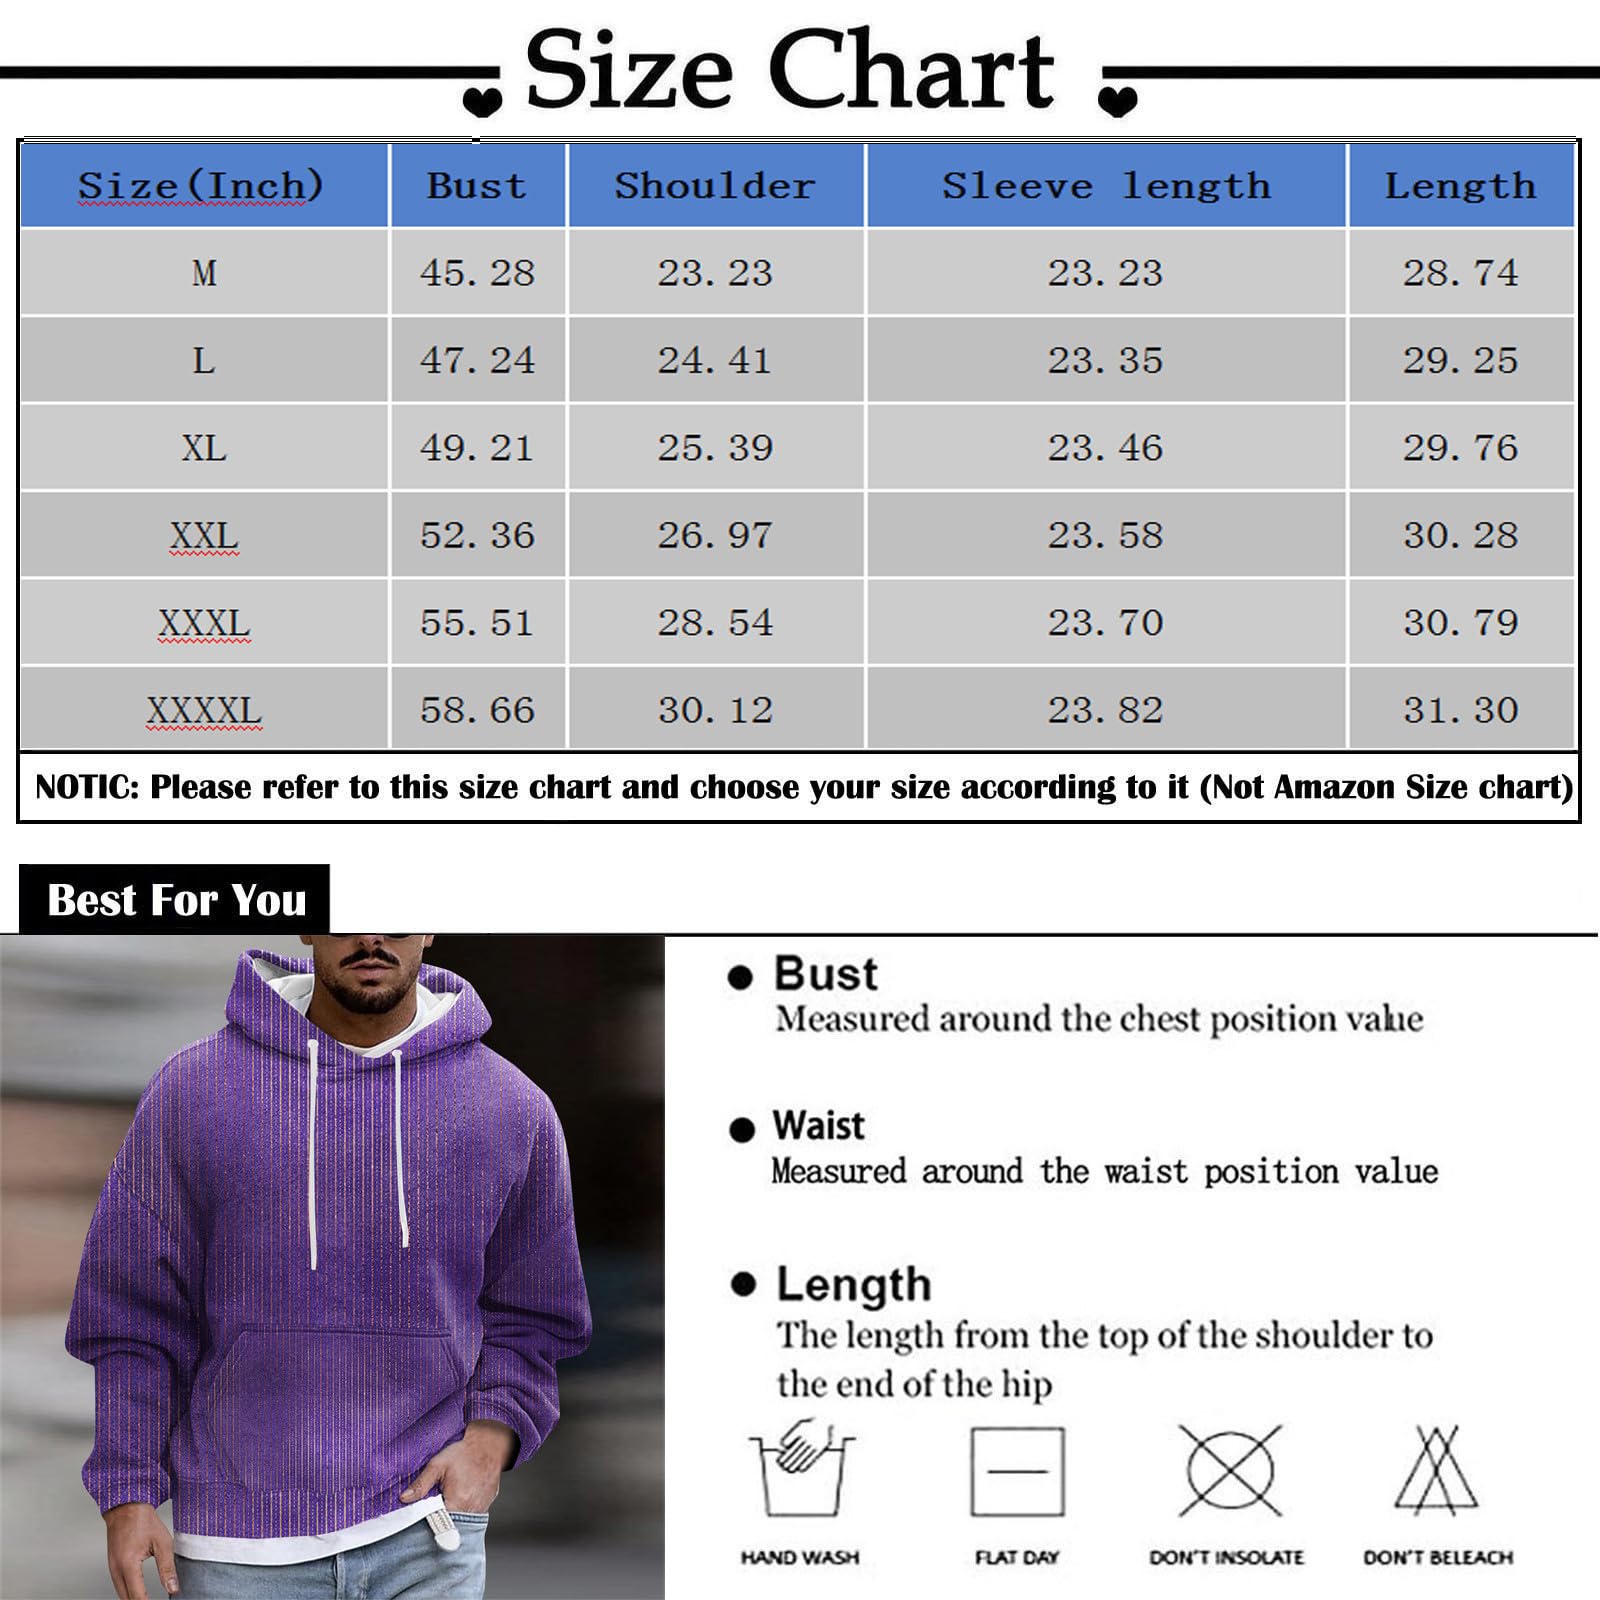 Size Chart
Size(Inch) Bust Shoulder Sleeve length Length
M 45.28 23.23 23.23 28.74
L 47.24 24.41 23.35 29.25
XL 49.21 25.39 23.46 29.76
XXL 52.36 26.97 23.58 30.28
XXXL 55.51 28.54 23.70 30.79
XXXXL 58.66 30.12 23.82 31.30
NOTIC: Please refer to this size chart and choose your size according to it (Not Amazon Size chart)
Best For You
Bust
Measured around the chest position value
Waist
Measured around the waist position value
Length
The length from the top of the shoulder to
the end of the hip
HAND WASH FLAT DAY DON'T INSOLATE DON'T BELEACH